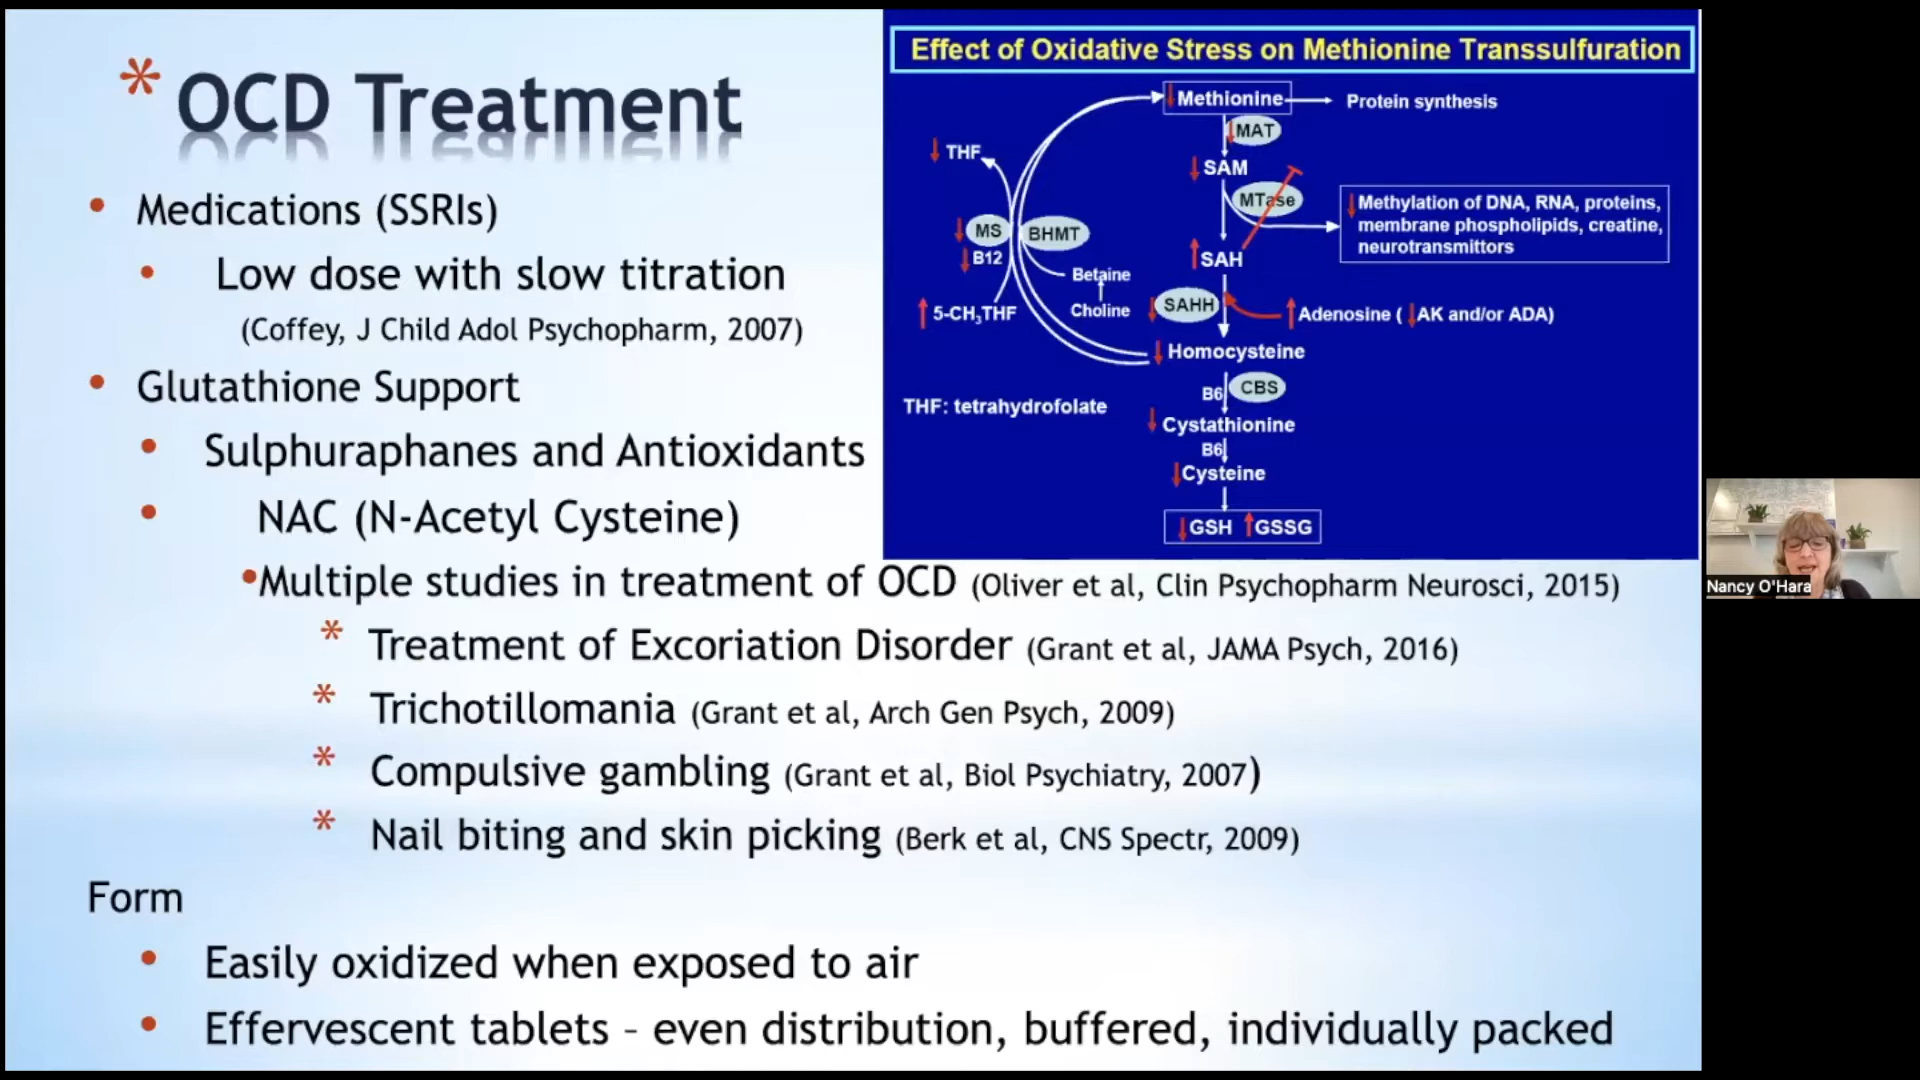 * OCD Treatment
• Medications (SSRIs)
• Low dose with slow titration
(Coffey, J Child Adol Psychopharm, 2007)
• Glutathione Support
• Sulphuraphanes and Antioxidants
• NAC (N-Acetyl Cysteine)
•Multiple studies in treatment of OCD (Oliver et al, Clin Psychopharm Neurosci, 2015)
* Treatment of Excoriation Disorder (Grant et al, JAMA Psych, 2016)
* Trichotillomania (Grant et al, Arch Gen Psych, 2009)
* Compulsive gambling (Grant et al, Biol Psychiatry, 2007)
* Nail biting and skin picking (Berk et al, CNS Spectr, 2009)
Form
• Easily oxidized when exposed to air
• Effervescent tablets – even distribution, buffered, individually packed
Effect of Oxidative Stress on Methionine Transsulfuration
↓ Methionine → Protein synthesis
↓ MAT
↓ THF
↓ SAM
MTase
↓ Methylation of DNA, RNA, proteins,
membrane phospholipids, creatine,
neurotransmittors
↓ MS
BHMT
↓ B12
↑ SAH
Betaine
Choline
↑ 5-CH₃THF
↓ SAHH
↑ Adenosine ( ↓AK and/or ADA)
↓ Homocysteine
B6 CBS
THF: tetrahydrofolate
↓ Cystathionine
B6
↓ Cysteine
↓GSH ↑GSSG
Nancy O'Hara